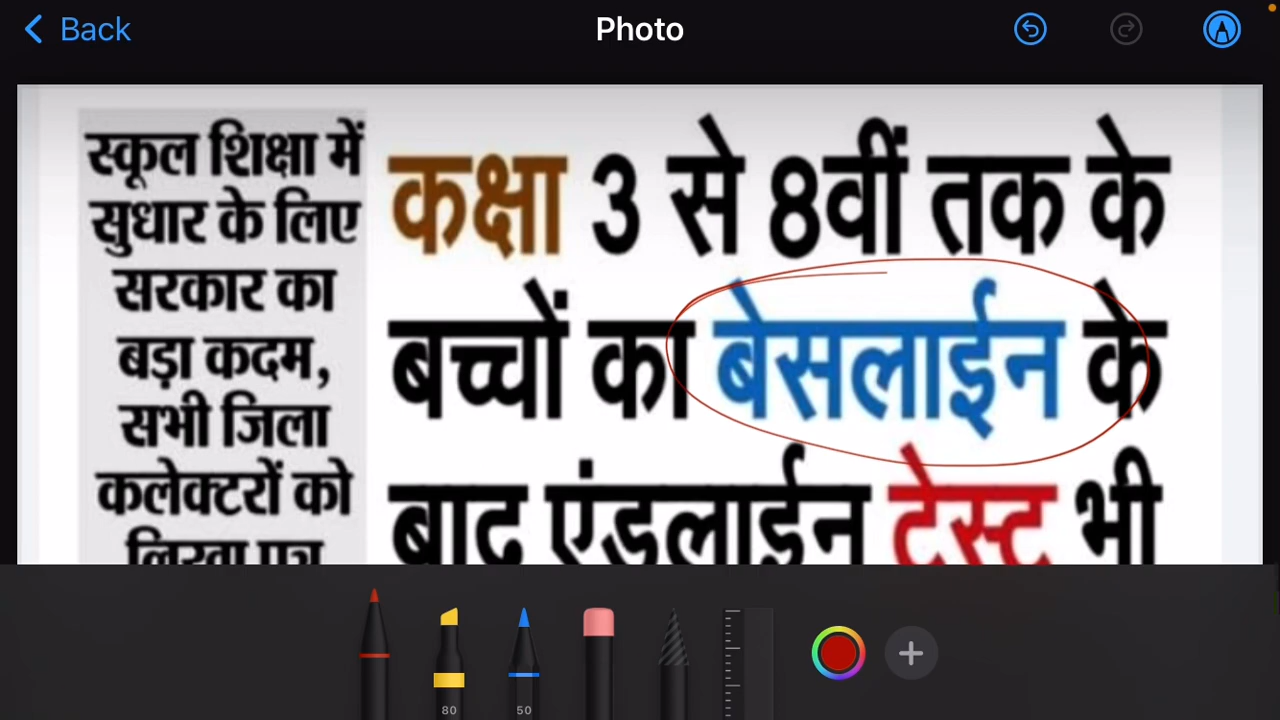 Back
Photo
स्कूल शिक्षा में
सुधार के लिए
सरकार का
बड़ा कदम,
सभी जिला
कलेक्टरों को
लिखा पत्र
कक्षा 3 से 8वीं तक के
बच्चों का बेसलाईन के
बाद एंडलाईन टेस्ट भी
80
50